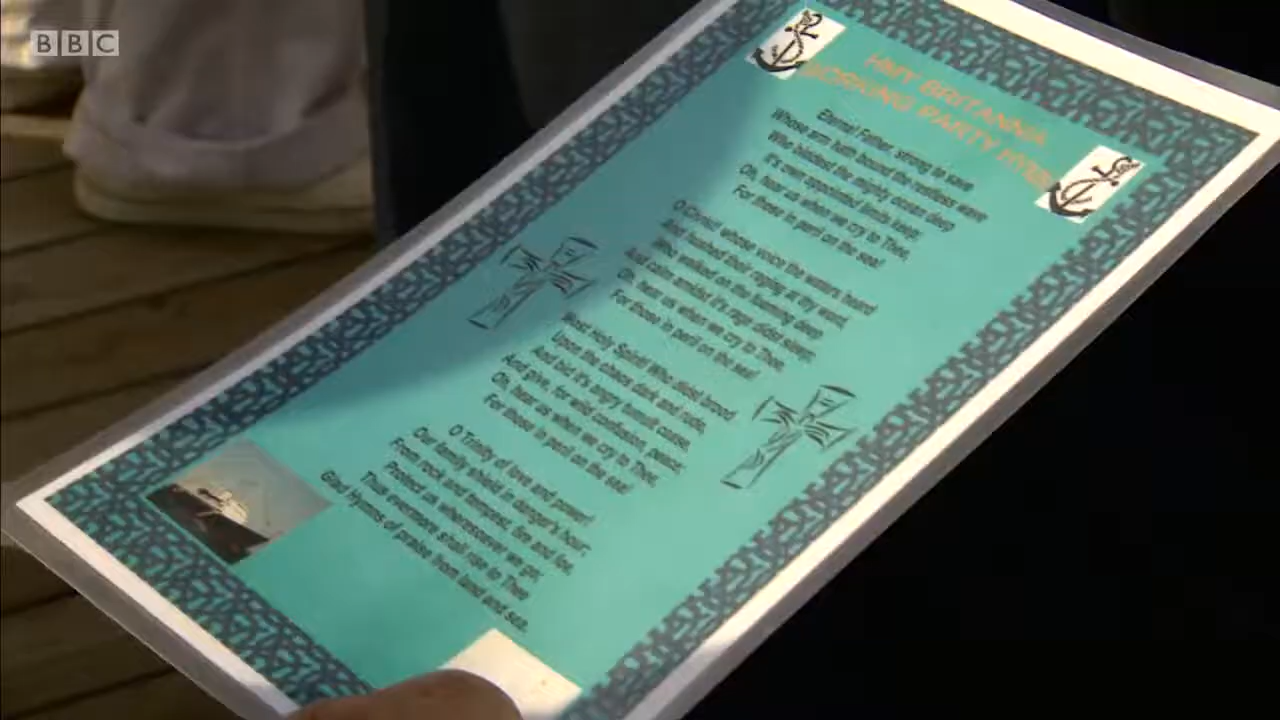 BBC
HMY BRITANNIA
WORKING PARTY HYMN
Eternal Father, strong to save
Whose arm hath bound the restless wave
Who biddest the mighty ocean deep
It's own appointed limits keep;
Oh, hear us when we cry to Thee,
For those in peril on the sea!
O Christ! whose voice the waters heard
And hushed their raging at thy word,
Who walked on the foaming deep
And calm amidst it's rage didst sleep;
Oh, hear us when we cry to Thee,
For those in peril on the sea!
Most Holy Spirit! Who didst brood
Upon the chaos dark and rude,
And bid it's angry tumult cease,
And give, for wild confusion, peace;
Oh, hear us when we cry to Thee,
For those in peril on the sea!
O Trinity of love and power!
Our family shield in danger's hour;
From rock and tempest, fire and foe,
Protect us wheresoever we go;
Thus evermore shall rise to Thee
Glad Hymns of praise from land and sea.